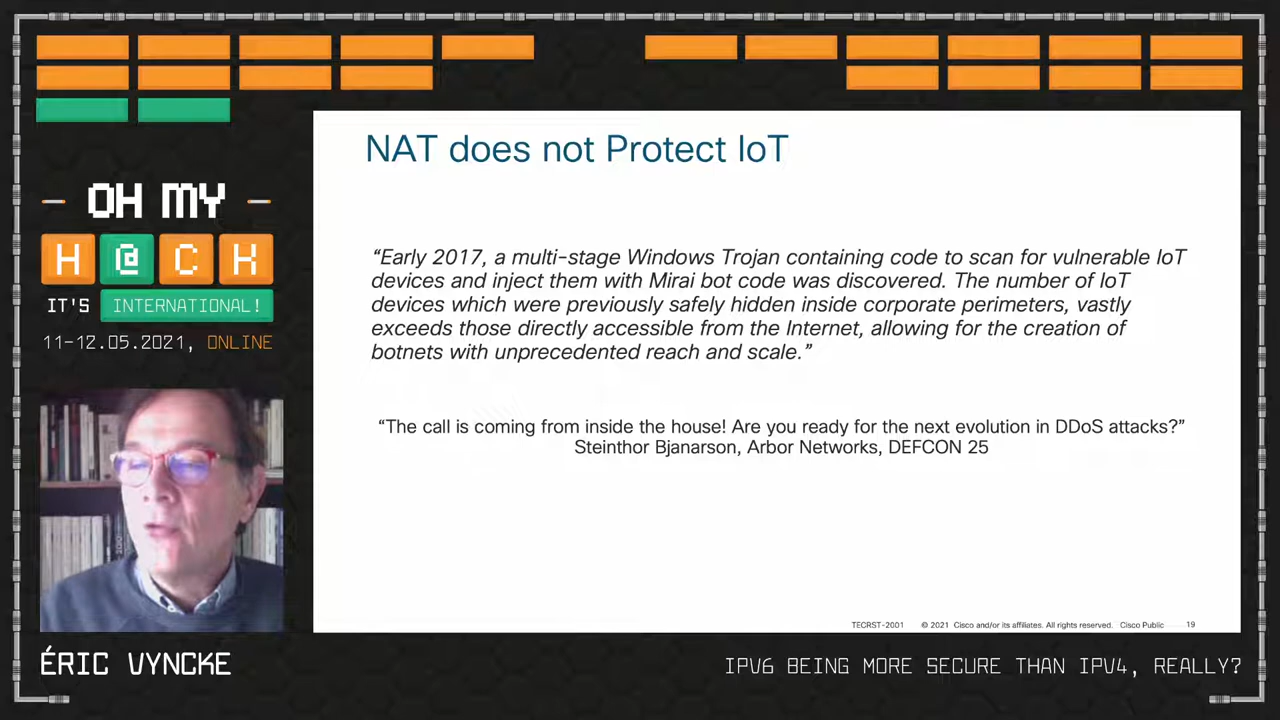 OH MY
H@CK
IT'S INTERNATIONAL!
11-12.05.2021, ONLINE
NAT does not Protect IoT
“Early 2017, a multi-stage Windows Trojan containing code to scan for vulnerable IoT
devices and inject them with Mirai bot code was discovered. The number of IoT
devices which were previously safely hidden inside corporate perimeters, vastly
exceeds those directly accessible from the Internet, allowing for the creation of
botnets with unprecedented reach and scale.”
“The call is coming from inside the house! Are you ready for the next evolution in DDoS attacks?”
Steinthor Bjanarson, Arbor Networks, DEFCON 25
TECRST-2001 © 2021 Cisco and/or its affiliates. All rights reserved. Cisco Public 19
ÉRIC VYNCKE
IPV6 BEING MORE SECURE THAN IPV4, REALLY?